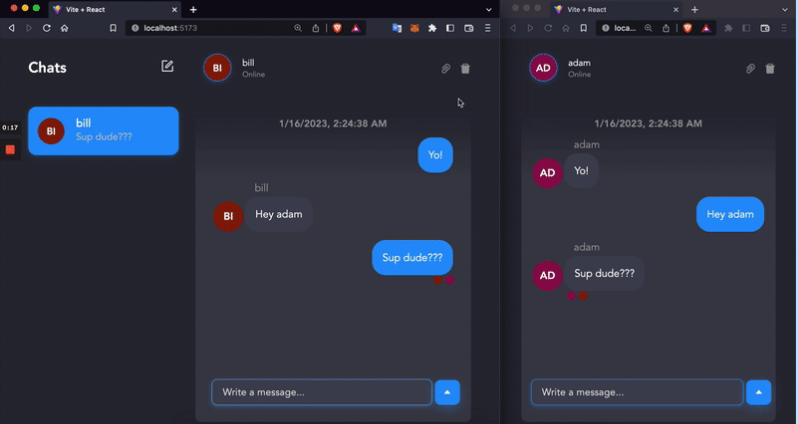 Vite + React
localhost:5173
Chats
BI
bill
Sup dude???
0:17
BI
bill
Online
1/16/2023, 2:24:38 AM
Yo!
bill
BI
Hey adam
Sup dude???
Write a message...
Vite + React
loca...
AD
adam
Online
1/16/2023, 2:24:38 AM
adam
AD
Yo!
Hey adam
adam
AD
Sup dude???
Write a message...